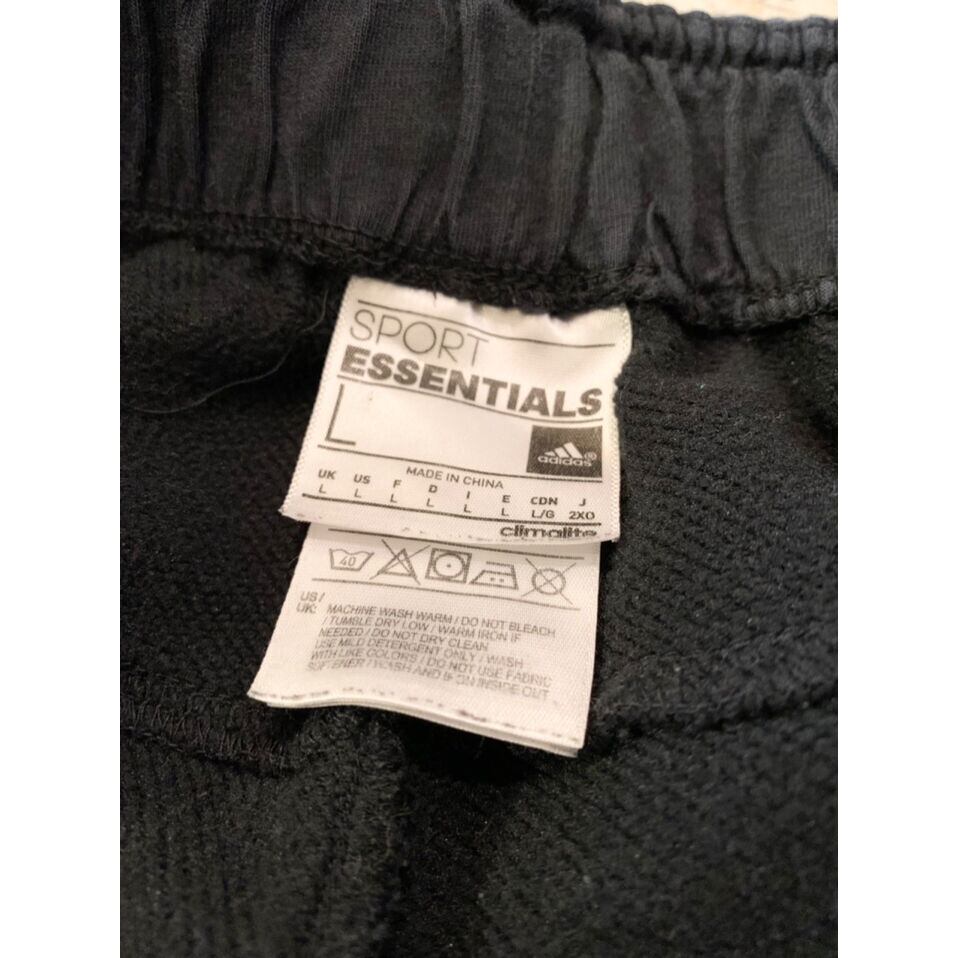 SPORT
ESSENTIALS
L
adidas®
MADE IN CHINA
UK US F D I E CDN J
L L L L L L L/G 2XO
climalite
40
US/
UK: MACHINE WASH WARM / DO NOT BLEACH
/ TUMBLE DRY LOW / WARM IRON IF
NEEDED / DO NOT DRY CLEAN
USE MILD DETERGENT ONLY / WASH
WITH LIKE COLORS / DO NOT USE FABRIC
SOFTENER / WASH AND IRON INSIDE OUT